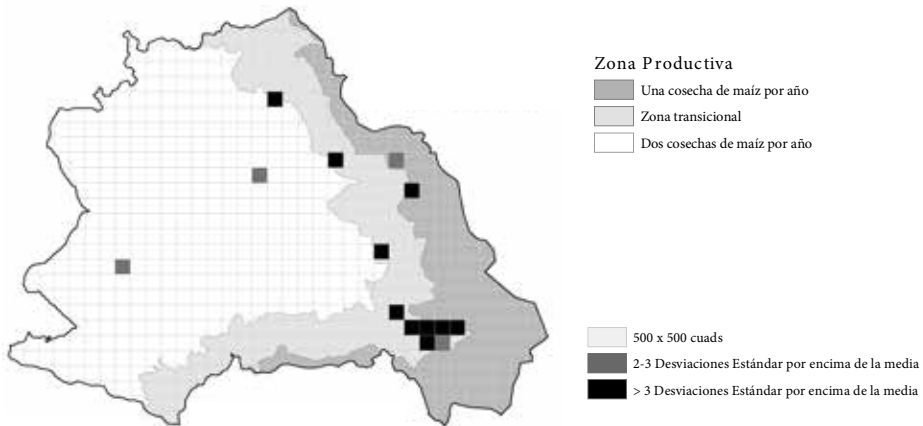 Zona Productiva
Una cosecha de maíz por año
Zona transicional
Dos cosechas de maíz por año
500 x 500 cuads
2-3 Desviaciones Estándar por encima de la media
> 3 Desviaciones Estándar por encima de la media